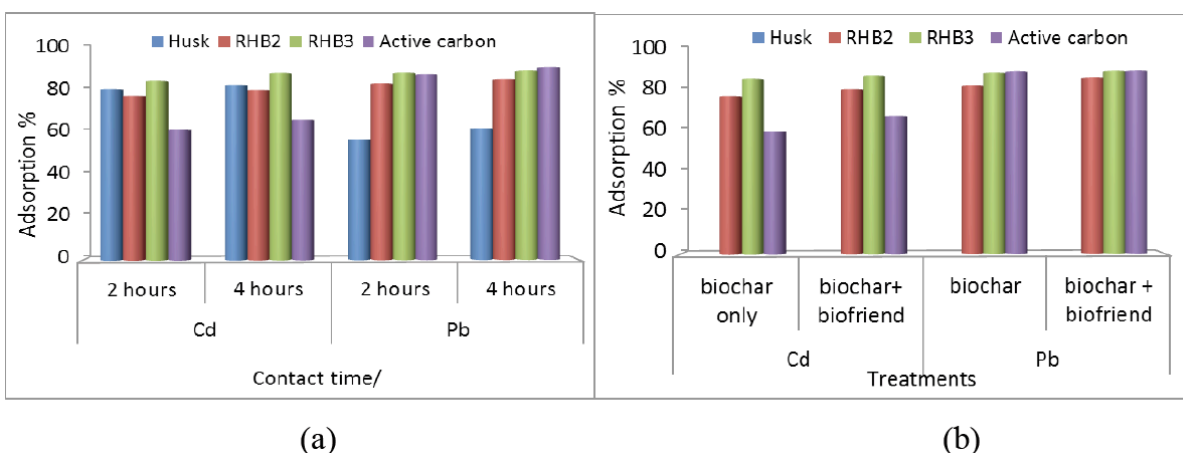 100
80
60
40
20
0
Adsorption %
Husk RHB2 RHB3 Active carbon
2 hours 4 hours 2 hours 4 hours
Cd Pb
Contact time/
(a)
100
80
60
40
20
0
Adsorption %
Husk RHB2 RHB3 Active carbon
biochar only
biochar+ biofriend
biochar
biochar + biofriend
Cd Pb
Treatments
(b)